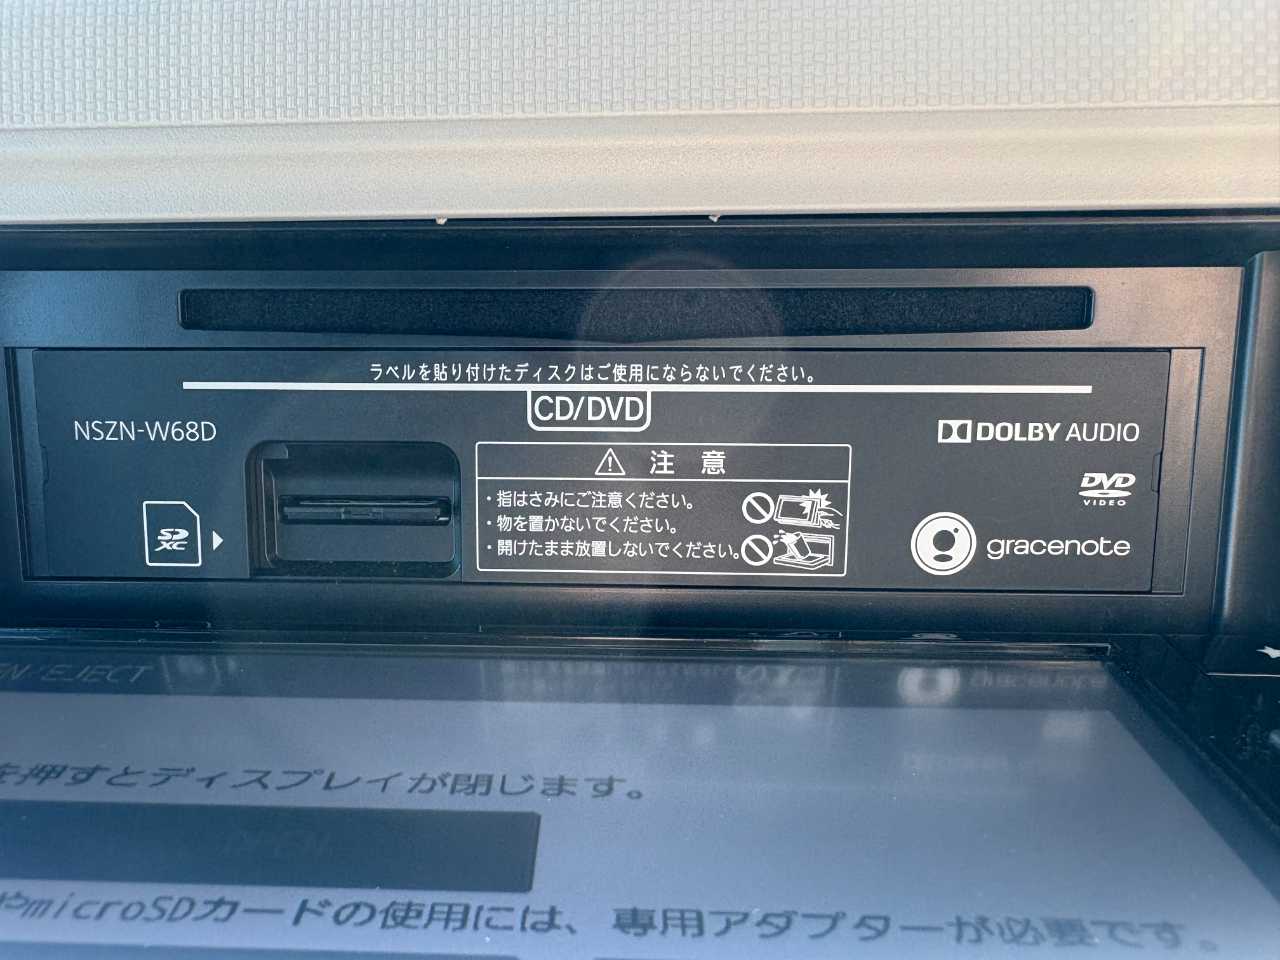 ラベルを貼り付けたディスクはご使用にならないでください。
CD/DVD
NSZN-W68D
DOLBY AUDIO
注 意
・指はさみにご注意ください。
・物を置かないでください。
・開けたまま放置しないでください。
DVD
VIDEO
SD
XC
gracenote
EJECT
を押すとディスプレイが閉じます。
やmicroSDカードの使用には、専用アダプターが必要です。